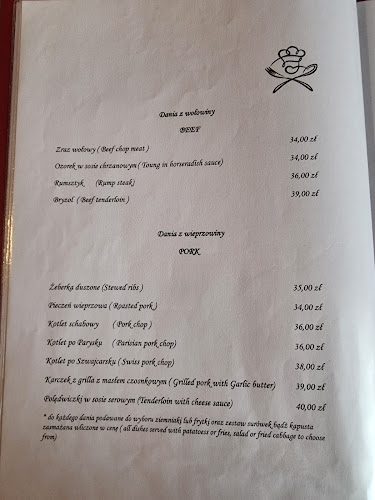 Dania z wołowiny
BEEF
Zraz wołowy ( Beef chop meat ) 34,00 zł
Ozorek w sosie chrzanowym ( Toung in horseradish sauce) 34,00 zł
Rumsztyk (Rump steak) 36,00 zł
Bryzol ( Beef tenderloin ) 39,00 zł
Dania z wieprzowiny
PORK
Żeberka duszone (Stewed ribs ) 35,00 zł
Pieczeń wieprzowa ( Roasted pork ) 34,00 zł
Kotlet schabowy ( Pork chop ) 36,00 zł
Kotlet po Parysku ( Parisian pork chop) 36,00 zł
Kotlet po Szwajcarsku ( Swiss pork chop) 38,00 zł
Karczek z grilla z masłem czosnkowym ( Grilled pork with Garlic butter) 39,00 zł
Polędwiczki w sosie serowym (Tenderloin with cheese sauce) 40,00 zł
* do każdego dania podawane do wyboru ziemniaki lub frytki oraz zestaw surówek bądź kapusta
zasmażana wliczone w cenę ( all dishes served with patatoess or fries, salad or fried cabbage to choose
from)